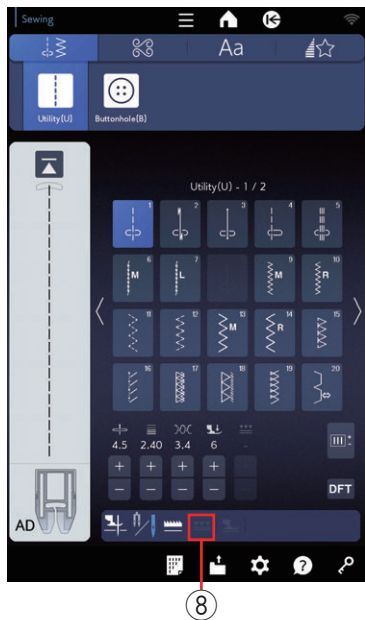 Sewing
Aa
Utility(U) Buttonhole(B)
Utility(U) - 1 / 2
1 2 3 4 5
M 6 L 7 M 9 R 10
11 12 M 13 R 14 15
16 17 18 19 20
4.5 2.40 3.4 6 -
+ + + +
− − − −
DFT
AD
?
8